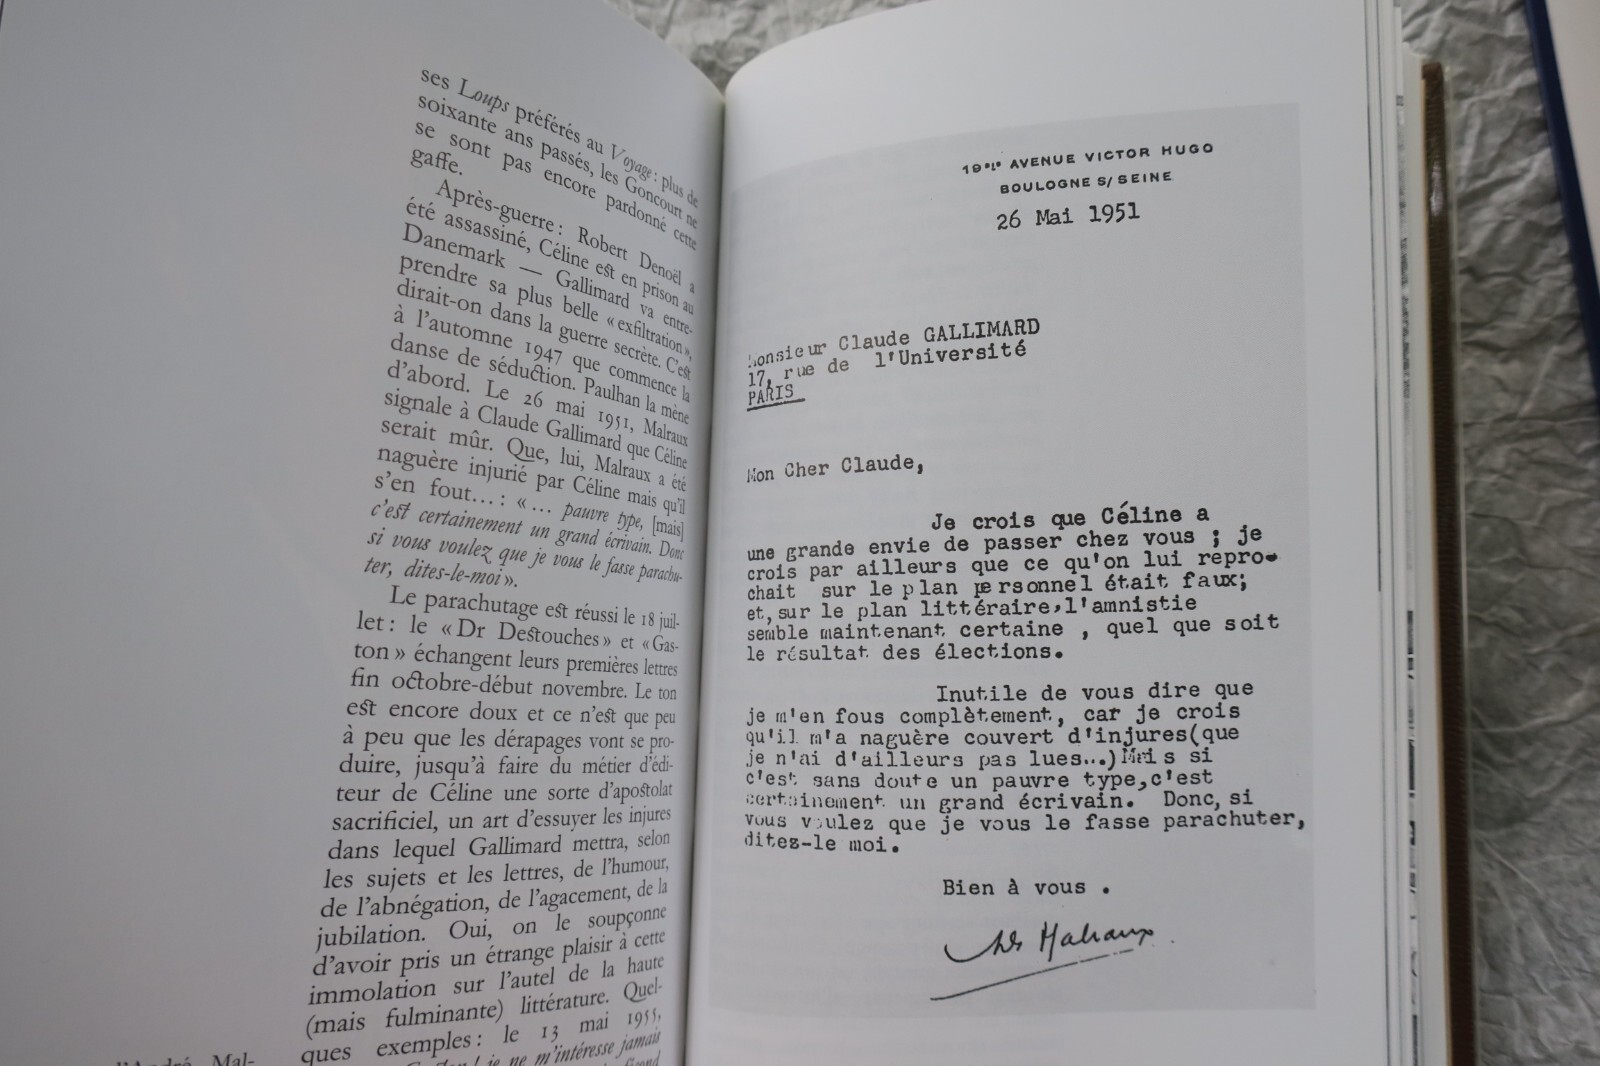 ses Loups préférés au Voyage : plus de
soixante ans passés, les Goncourt ne
se sont pas encore pardonné cette
gaffe.
Après-guerre : Robert Denoël a
été assassiné, Céline est en prison au
Danemark — Gallimard va entre-
prendre sa plus belle « exfiltration »,
dirait-on dans la guerre secrète. C'est
à l'automne 1947 que commence la
danse de séduction. Paulhan la mène
d'abord. Le 26 mai 1951, Malraux
signale à Claude Gallimard que Céline
serait mûr. Que, lui, Malraux a été
naguère injurié par Céline mais qu'il
s'en fout… : « … pauvre type, [mais]
c'est certainement un grand écrivain. Donc
si vous voulez que je vous le fasse parachu-
ter, dites-le-moi ».
Le parachutage est réussi le 18 juil-
let : le « Dr Destouches » et « Gas-
ton » échangent leurs premières lettres
fin octobre-début novembre. Le ton
est encore doux et ce n'est que peu
à peu que les dérapages vont se pro-
duire, jusqu'à faire du métier d'édi-
teur de Céline une sorte d'apostolat
sacrificiel, un art d'essuyer les injures
dans lequel Gallimard mettra, selon
les sujets et les lettres, de l'humour,
de l'abnégation, de l'agacement, de la
jubilation. Oui, on le soupçonne
d'avoir pris un étrange plaisir à cette
immolation sur l'autel de la haute
(mais fulminante) littérature. Quel-
ques exemples : le 13 mai 1955,
je ne m'intéresse jamais
d'André Mal-
19 AVENUE VICTOR HUGO
BOULOGNE S/ SEINE
26 Mai 1951
Monsieur Claude GALLIMARD
17, rue de l'Université
PARIS
Mon Cher Claude,
Je crois que Céline a
une grande envie de passer chez vous ; je
crois par ailleurs que ce qu'on lui repro-
chait sur le plan personnel était faux;
et,sur le plan littéraire,l'amnistie
semble maintenant certaine , quel que soit
le résultat des élections.
Inutile de vous dire que
je m'en fous complètement, car je crois
qu'il m'a naguère couvert d'injures(que
je n'ai d'ailleurs pas lues...)Mais si
c'est sans doute un pauvre type,c'est
certainement un grand écrivain. Donc,si
vous voulez que je vous le fasse parachuter,
ditez-le moi.
Bien à vous .
Malraux